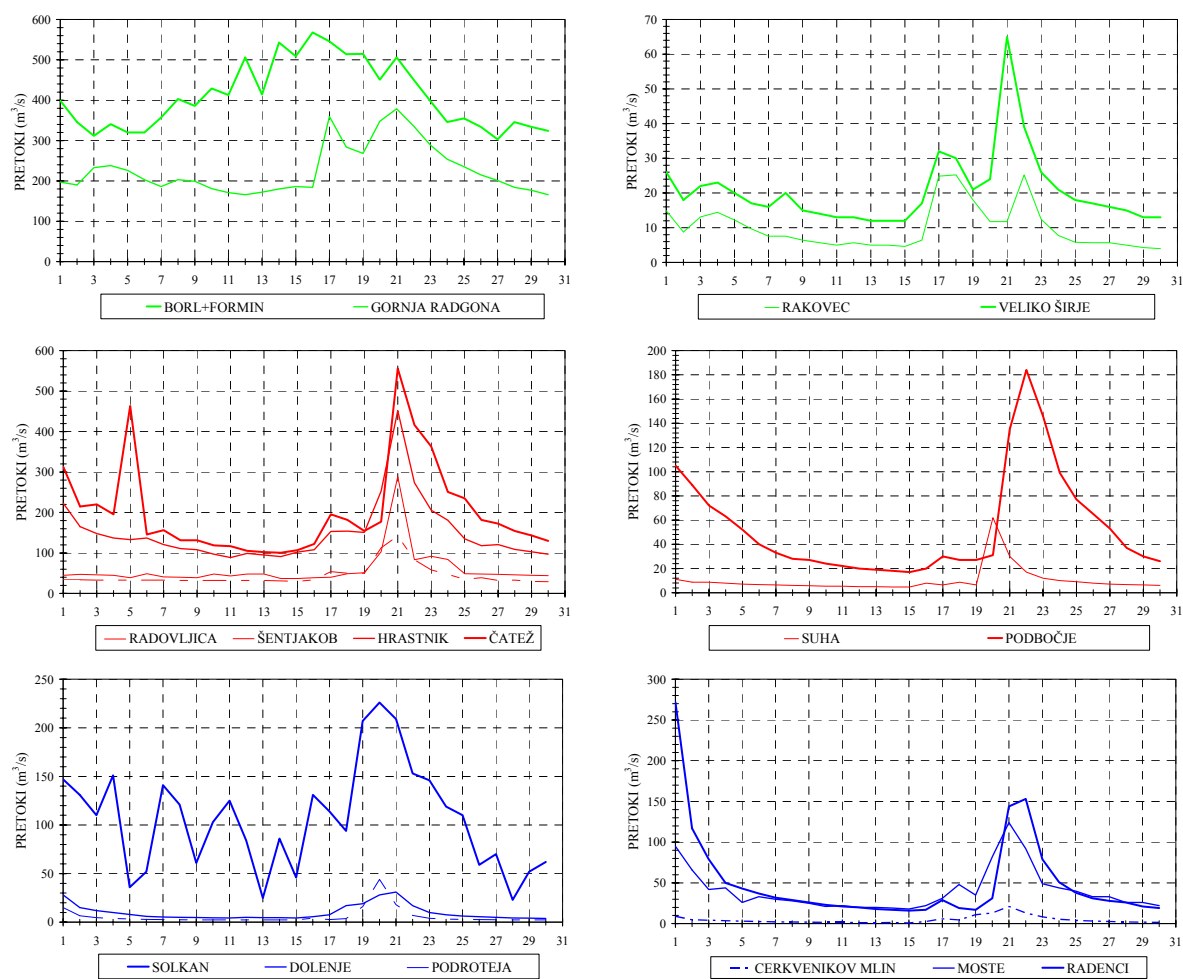 600
500
400
300
200
100
0
PRETOKI (m³/s)
1 3 5 7 9 11 13 15 17 19 21 23 25 27 29 31
BORL+FORMIN GORNJA RADGONA
70
60
50
40
30
20
10
0
PRETOKI (m³/s)
1 3 5 7 9 11 13 15 17 19 21 23 25 27 29 31
RAKOVEC VELIKO ŠIRJE
600
500
400
300
200
100
0
PRETOKI (m³/s)
1 3 5 7 9 11 13 15 17 19 21 23 25 27 29 31
RADOVLJICA ŠENTJAKOB HRASTNIK ČATEŽ
200
180
160
140
120
100
80
60
40
20
0
PRETOKI (m³/s)
1 3 5 7 9 11 13 15 17 19 21 23 25 27 29 31
SUHA PODBOČJE
250
200
150
100
50
0
PRETOKI (m³/s)
1 3 5 7 9 11 13 15 17 19 21 23 25 27 29 31
SOLKAN DOLENJE PODROTEJA
300
250
200
150
100
50
0
PRETOKI (m³/s)
1 3 5 7 9 11 13 15 17 19 21 23 25 27 29 31
CERKVENIKOV MLIN MOSTE RADENCI